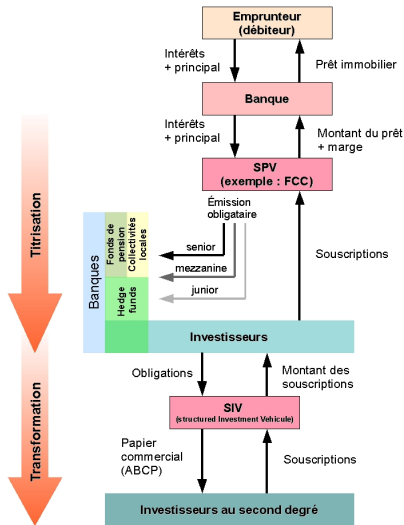 Emprunteur
(débiteur)
Intérêts
+ principal
Prêt immobilier
Banque
Intérêts
+ principal
Montant du prêt
+ marge
SPV
(exemple : FCC)
Émission
obligataire
Titrisation
Banques
Fonds de
pension
Collectivités
locales
senior
mezzanine
junior
Souscriptions
Hedge
funds
Investisseurs
Obligations
Montant des
souscriptions
Transformation
SIV
(structured Investment Vehicule)
Papier
commercial
(ABCP)
Souscriptions
Investisseurs au second degré